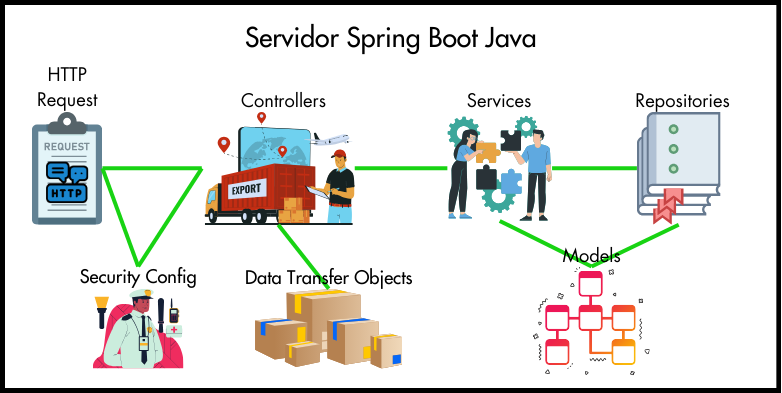 Servidor Spring Boot Java
HTTP
Request
Controllers
Services
Repositories
REQUEST
HTTP
EXPORT
Security Config
Data Transfer Objects
Models